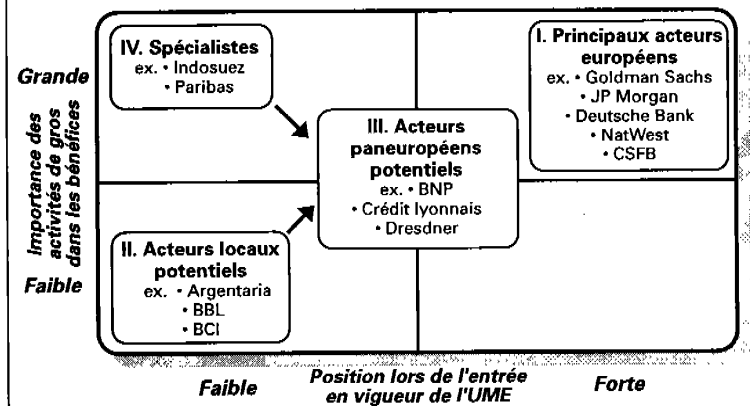 IV. Spécialistes
ex. • Indosuez
• Paribas
I. Principaux acteurs
européens
ex. • Goldman Sachs
• JP Morgan
• Deutsche Bank
• NatWest
• CSFB
III. Acteurs
paneuropéens
potentiels
ex. • BNP
• Crédit lyonnais
• Dresdner
II. Acteurs locaux
potentiels
ex. • Argentaria
• BBL
• BCI
Grande
Importance des
activités de gros
dans les bénéfices
Faible
Faible
Position lors de l'entrée
en vigueur de l'UME
Forte